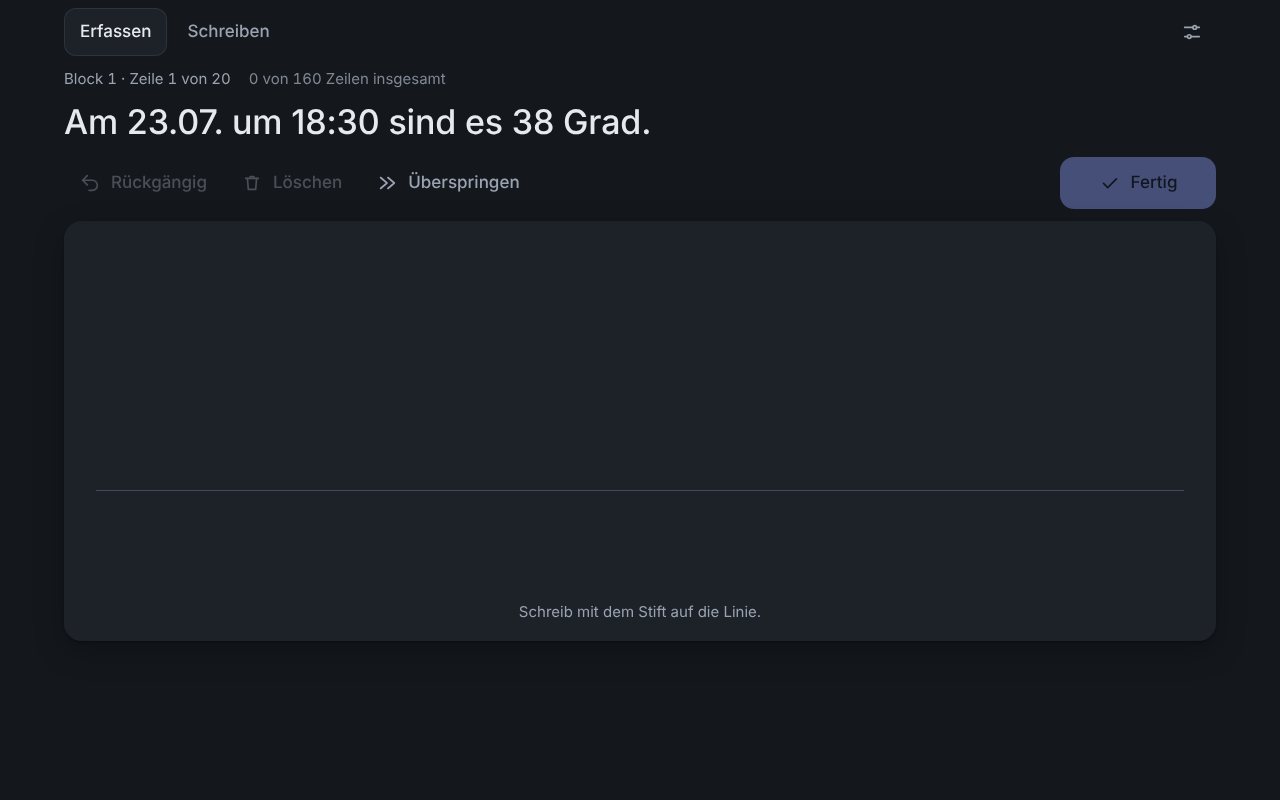 Erfassen Schreiben
Block 1 · Zeile 1 von 20 0 von 160 Zeilen insgesamt
Am 23.07. um 18:30 sind es 38 Grad.
Rückgängig Löschen Überspringen Fertig
Schreib mit dem Stift auf die Linie.